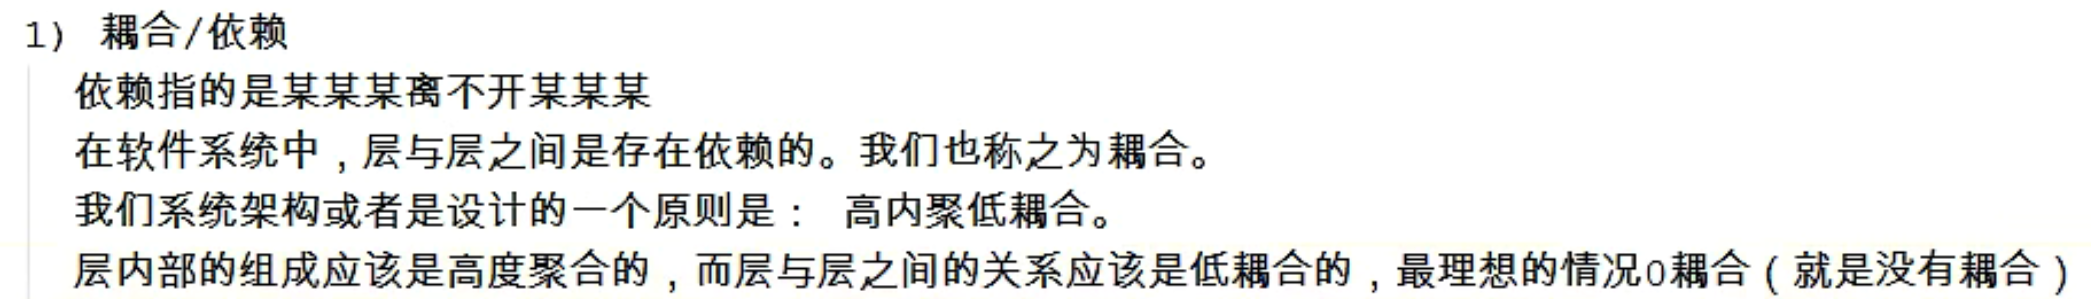 1) 耦合/依赖
依赖指的是某某某离不开某某某
在软件系统中，层与层之间是存在依赖的。我们也称之为耦合。
我们系统架构或者是设计的一个原则是： 高内聚低耦合。
层内部的组成应该是高度聚合的，而层与层之间的关系应该是低耦合的，最理想的情况0耦合（就是没有耦合）